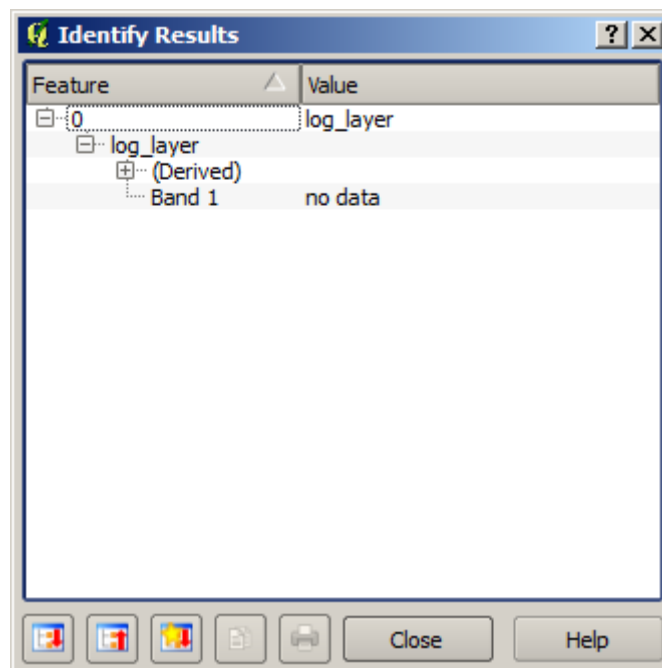 Identify Results
Feature Value
0 log_layer
log_layer
(Derived)
Band 1 no data
Close Help